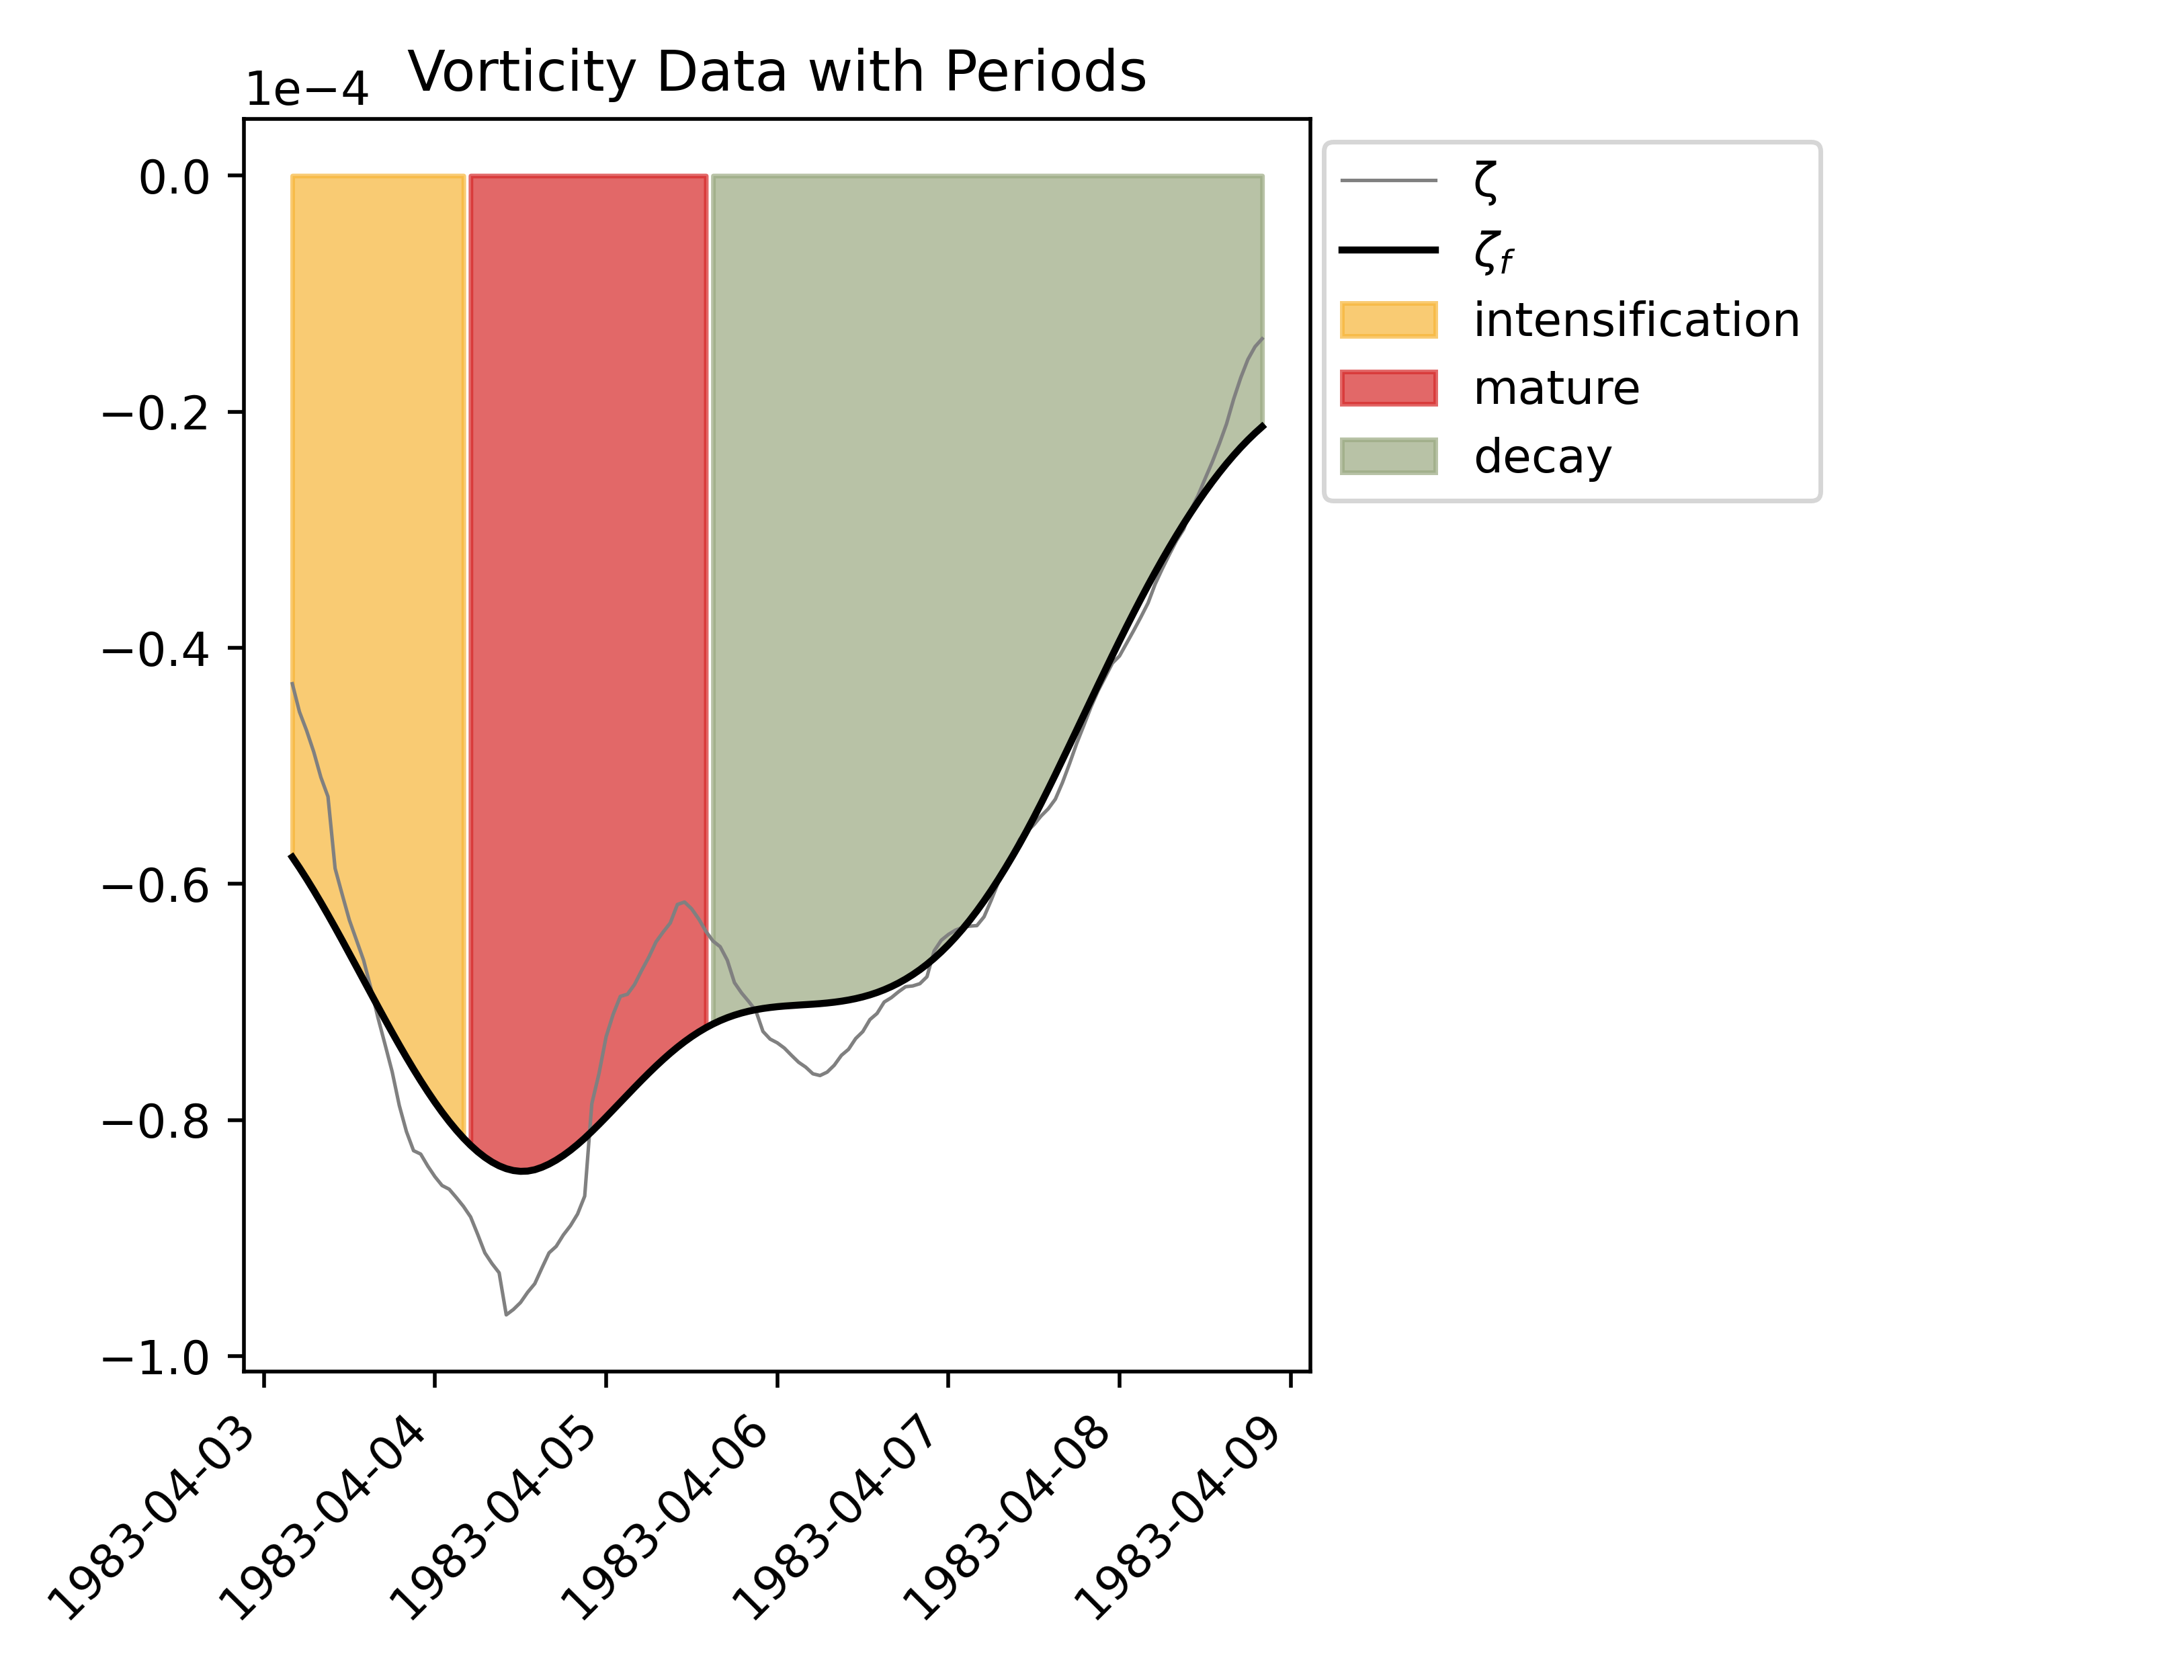 Vorticity Data with Periods
1e−4
0.0
−0.2
−0.4
−0.6
−0.8
−1.0
1983-04-03
1983-04-04
1983-04-05
1983-04-06
1983-04-07
1983-04-08
1983-04-09
ζ
ζf
intensification
mature
decay